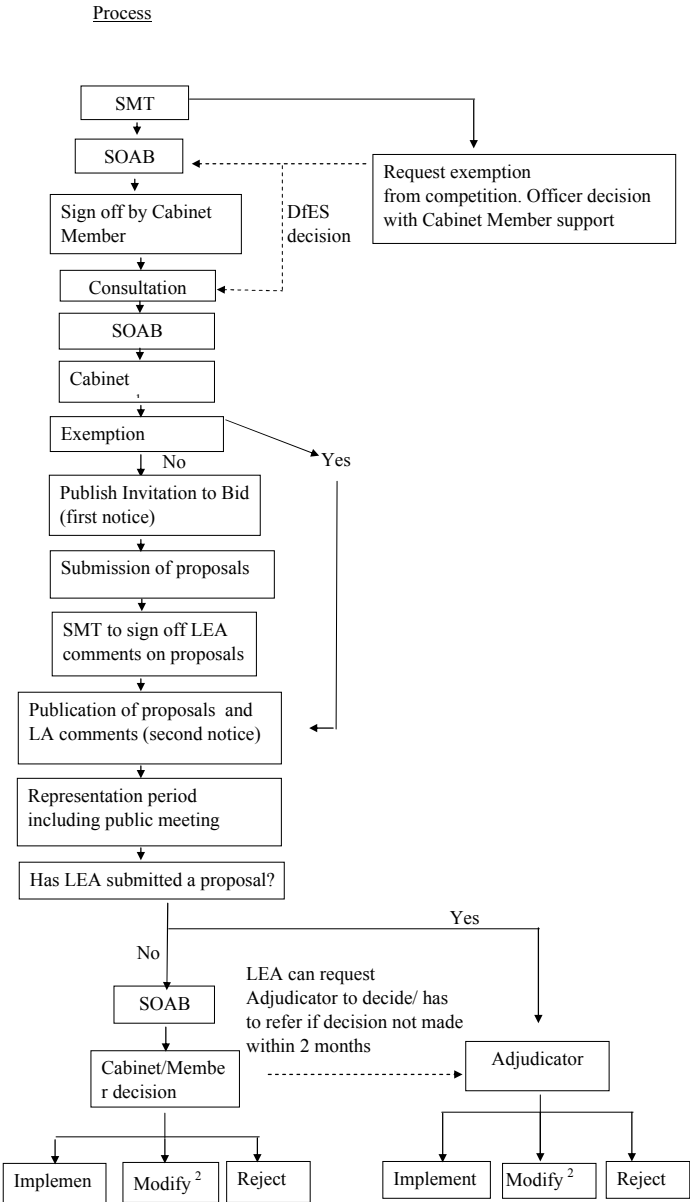 Process
SMT
SOAB
Request exemption
from competition. Officer decision
with Cabinet Member support
Sign off by Cabinet
Member
DfES
decision
Consultation
SOAB
Cabinet
Exemption
No
Yes
Publish Invitation to Bid
(first notice)
Submission of proposals
SMT to sign off LEA
comments on proposals
Publication of proposals and
LA comments (second notice)
Representation period
including public meeting
Has LEA submitted a proposal?
Yes
No
LEA can request
Adjudicator to decide/ has
to refer if decision not made
within 2 months
SOAB
Cabinet/Membe
r decision
Adjudicator
Implemen
Modify 2
Reject
Implement
Modify 2
Reject